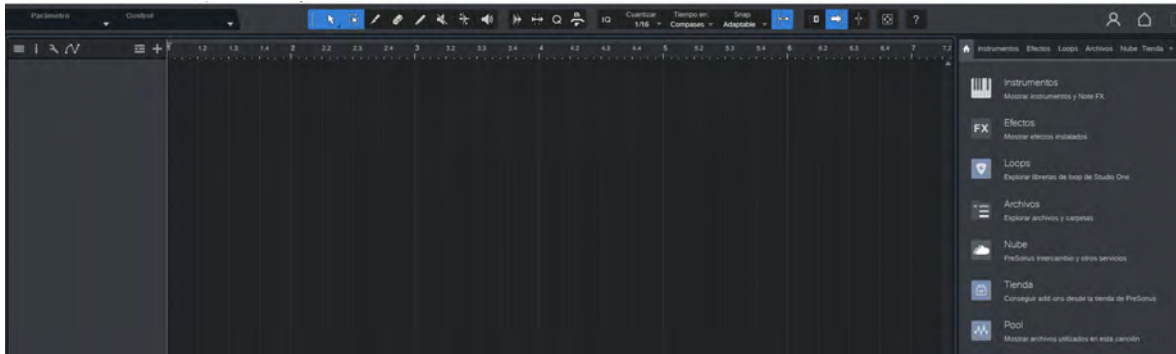 Parámetro Control
IQ Cuantizar Tiempo en: Snap
1/16 Compases Adaptable
?
1.2 1.3 1.4 2 2.2 2.3 2.4 3 3.2 3.3 3.4 4 4.2 4.3 4.4 5 5.2 5.3 5.4 6 6.2 6.3 6.4 7 7.2
Instrumentos Efectos Loops Archivos Nube Tienda
Instrumentos
Mostrar instrumentos y Note FX
FX
Efectos
Mostrar efectos instalados
Loops
Explorar librerías de loop de Studio One
Archivos
Explorar archivos y carpetas
Nube
PreSonus Intercambio y otros servicios
Tienda
Conseguir add-ons desde la tienda de PreSonus
Pool
Mostrar archivos utilizados en esta canción